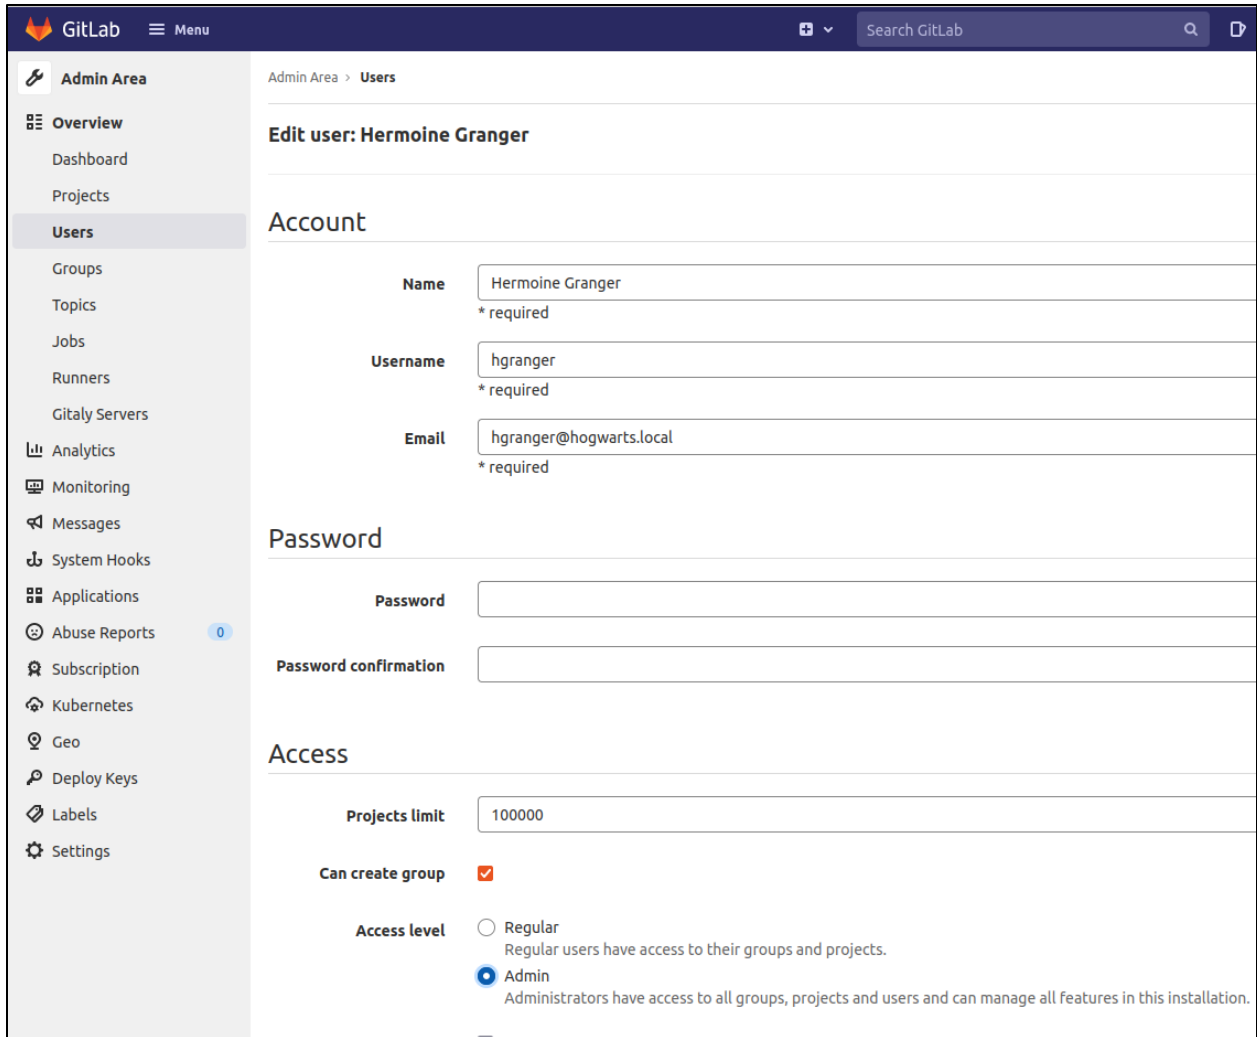 GitLab Menu Search GitLab
Admin Area
Admin Area > Users
Overview
Edit user: Hermoine Granger
Dashboard
Projects
Users
Groups
Topics
Jobs
Runners
Gitaly Servers
Analytics
Monitoring
Messages
System Hooks
Applications
Abuse Reports 0
Subscription
Kubernetes
Geo
Deploy Keys
Labels
Settings
Account
Name Hermoine Granger
* required
Username hgranger
* required
Email hgranger@hogwarts.local
* required
Password
Password
Password confirmation
Access
Projects limit 100000
Can create group
Access level Regular
Regular users have access to their groups and projects.
Admin
Administrators have access to all groups, projects and users and can manage all features in this installation.